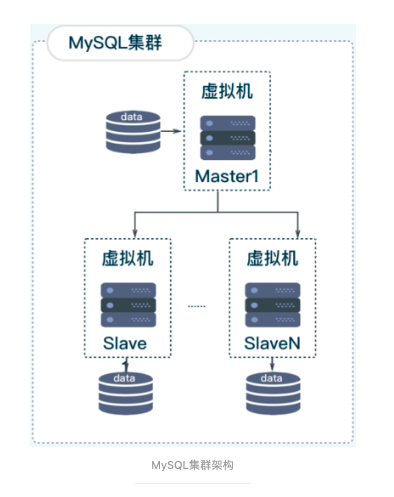 MySQL集群
虚拟机
data
Master1
虚拟机
虚拟机
......
Slave
SlaveN
data
data
MySQL集群架构